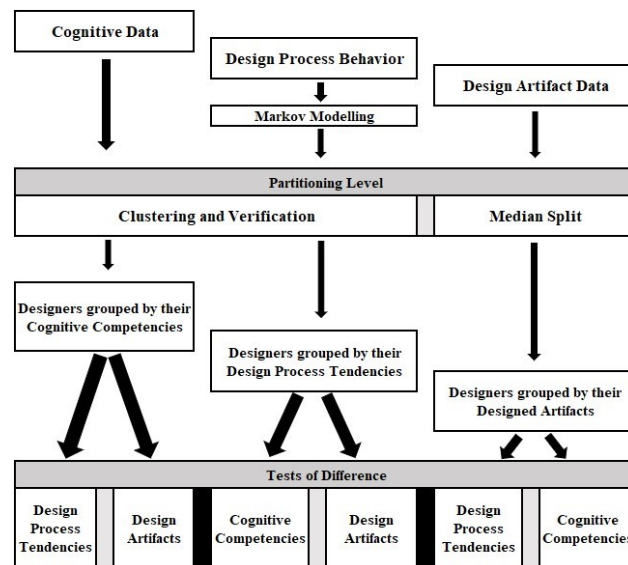 Cognitive Data
Design Process Behavior
Design Artifact Data
Markov Modelling
Partitioning Level
Clustering and Verification
Median Split
Designers grouped by their
Cognitive Competencies
Designers grouped by their
Design Process Tendencies
Designers grouped by their
Designed Artifacts
Tests of Difference
Design
Process
Tendencies
Design
Artifacts
Cognitive
Competencies
Design
Artifacts
Design
Process
Tendencies
Cognitive
Competencies